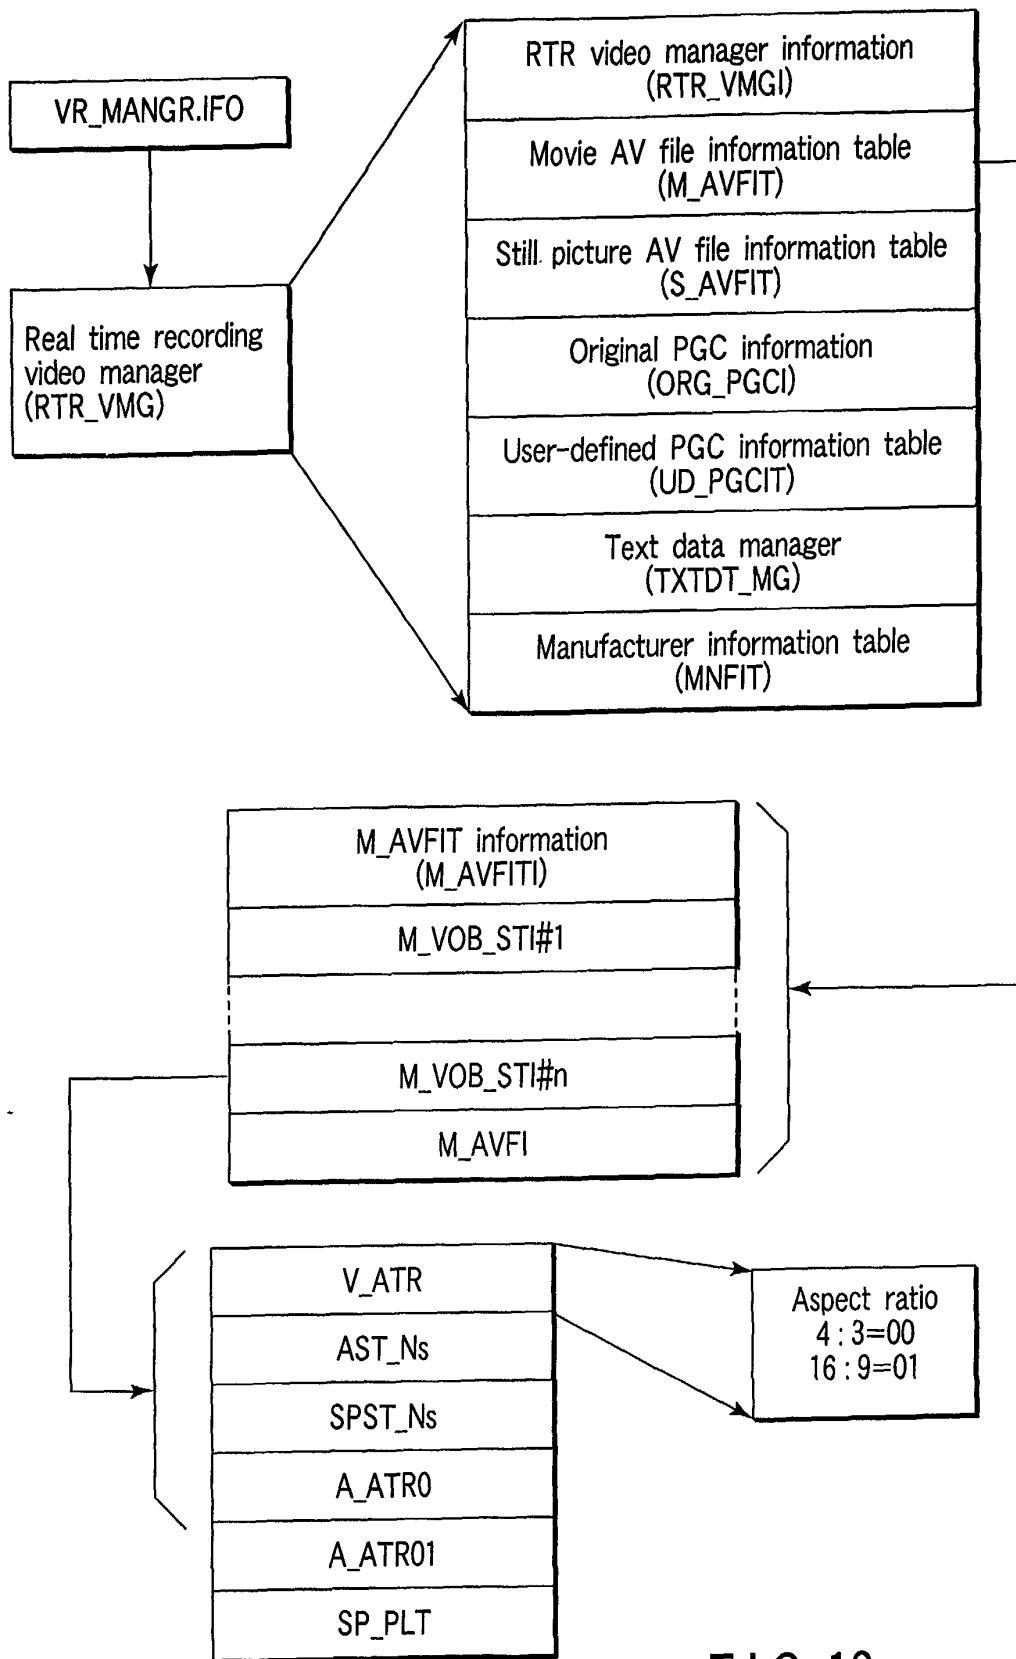 VR_MANGR.IFO
Real time recording
video manager
(RTR_VMG)
RTR video manager information
(RTR_VMGI)
Movie AV file information table
(M_AVFIT)
Still picture AV file information table
(S_AVFIT)
Original PGC information
(ORG_PGCI)
User-defined PGC information table
(UD_PGCIT)
Text data manager
(TXTDT_MG)
Manufacturer information table
(MNFIT)
M_AVFIT information
(M_AVFITI)
M_VOB_STI#1
M_VOB_STI#n
M_AVFI
V_ATR
AST_Ns
SPST_Ns
A_ATR0
A_ATR01
SP_PLT
Aspect ratio
4 : 3=00
16 : 9=01